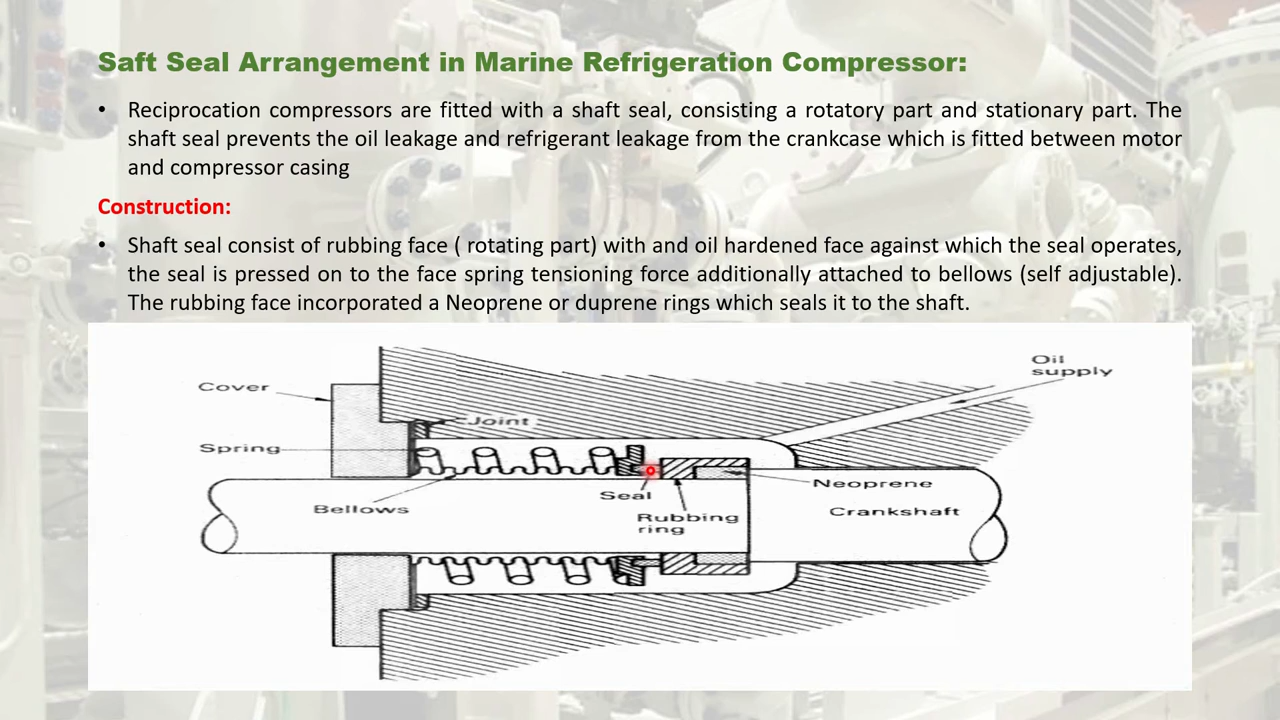 Saft Seal Arrangement in Marine Refrigeration Compressor:
• Reciprocation compressors are fitted with a shaft seal, consisting a rotatory part and stationary part. The
shaft seal prevents the oil leakage and refrigerant leakage from the crankcase which is fitted between motor
and compressor casing
Construction:
• Shaft seal consist of rubbing face ( rotating part) with and oil hardened face against which the seal operates,
the seal is pressed on to the face spring tensioning force additionally attached to bellows (self adjustable).
The rubbing face incorporated a Neoprene or duprene rings which seals it to the shaft.
Oil
supply
Cover
Joint
Spring
Neoprene
Seal
Bellows
Crankshaft
Rubbing
ring